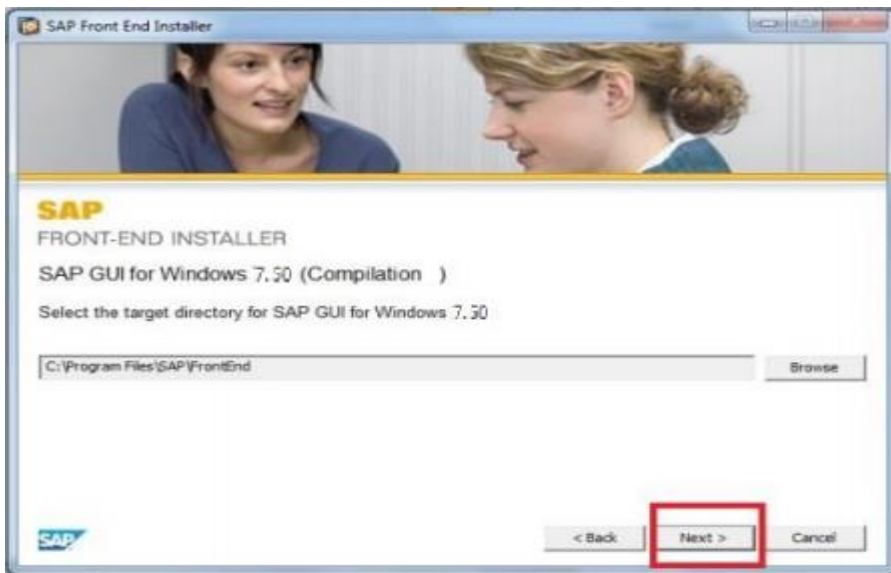 SAP Front End Installer
SAP
FRONT-END INSTALLER
SAP GUI for Windows 7.50 (Compilation )
Select the target directory for SAP GUI for Windows 7.50
C:\Program Files\SAP\FrontEnd
Browse
SAP
< Back Next > Cancel